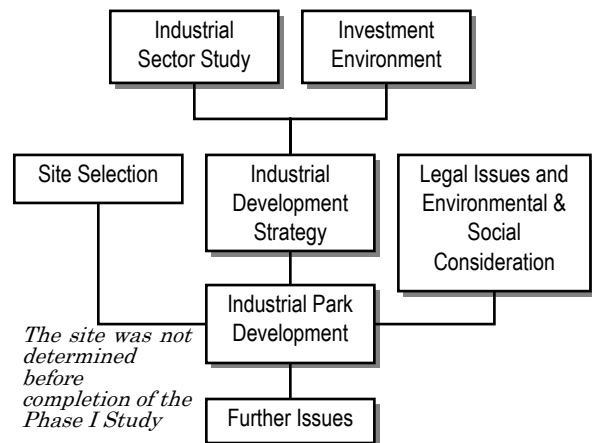 Industrial
Sector Study
Investment
Environment
Site Selection
Industrial
Development
Strategy
Legal Issues and
Environmental &
Social
Consideration
Industrial Park
Development
The site was not
determined
before
completion of the
Phase I Study
Further Issues